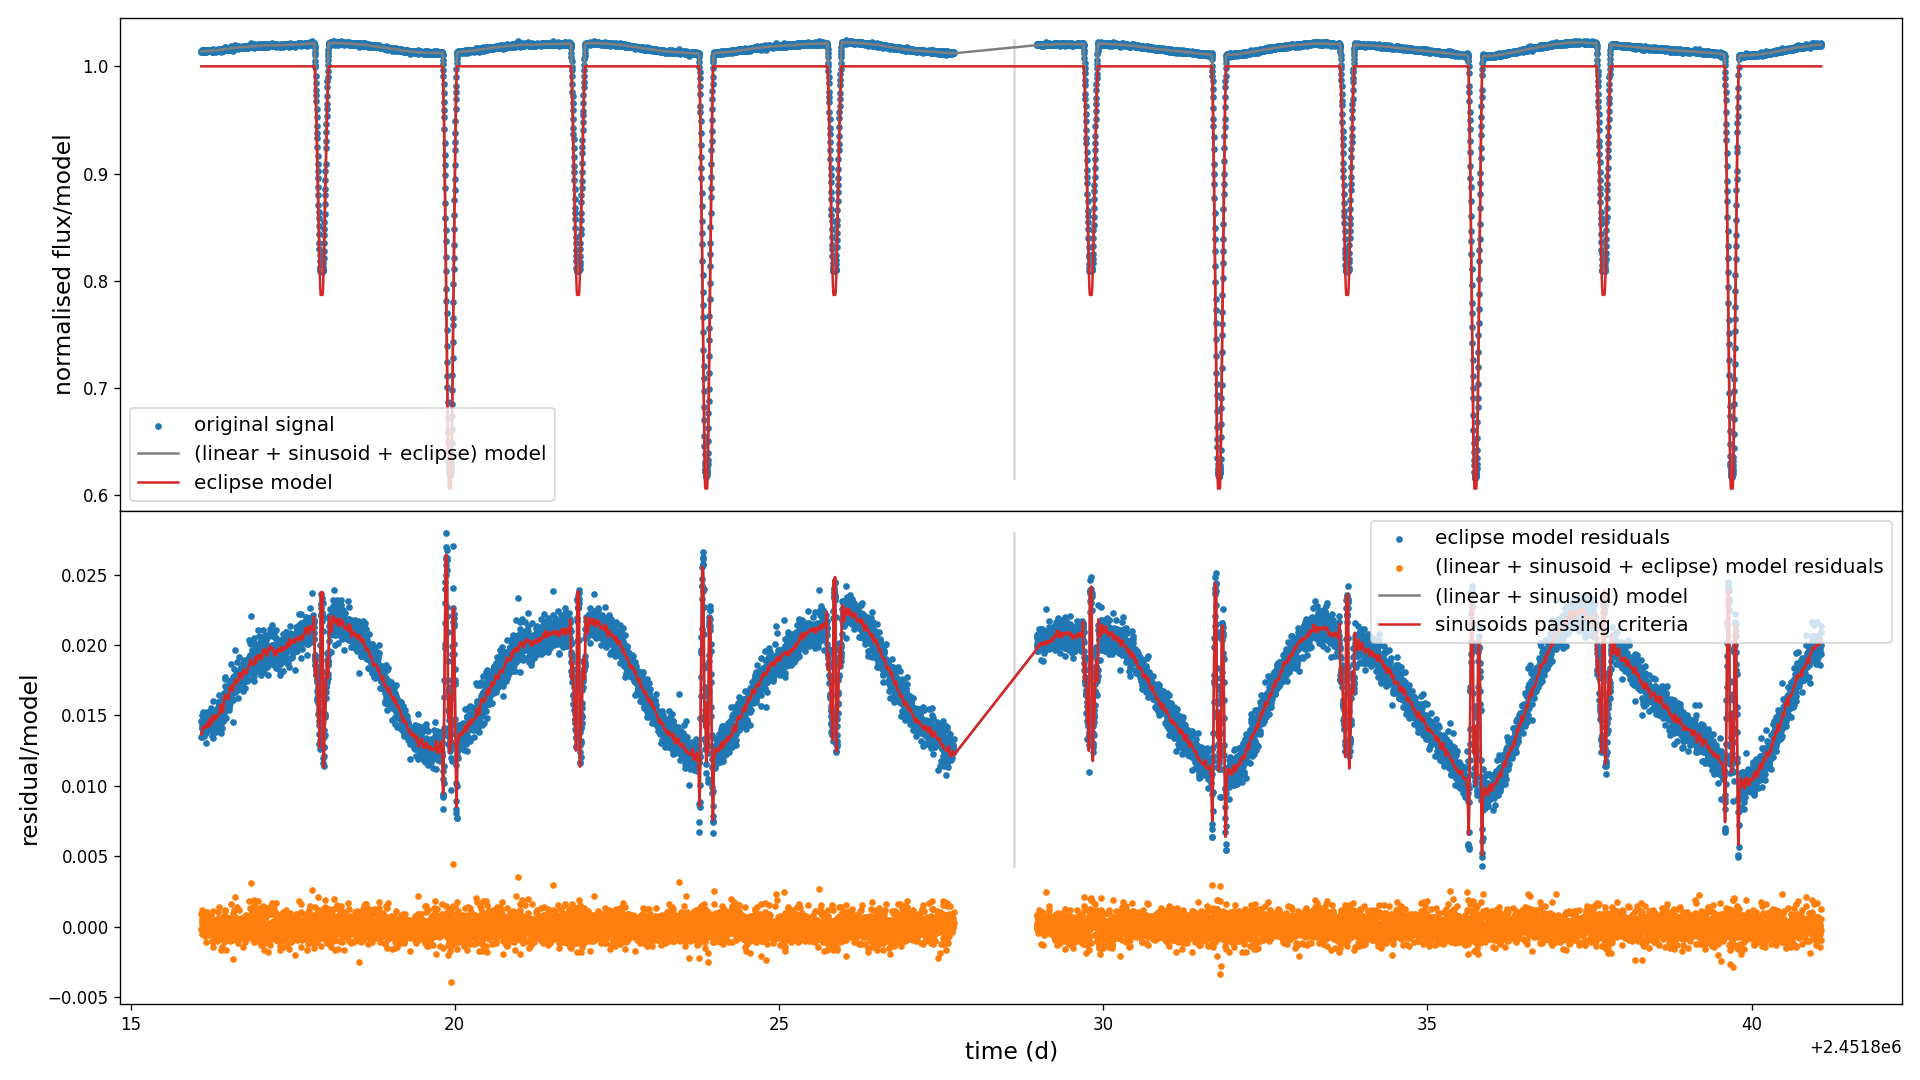 1.0
0.9
0.8
0.7
0.6
normalised flux/model
original signal
(linear + sinusoid + eclipse) model
eclipse model
0.025
0.020
0.015
0.010
0.005
0.000
−0.005
residual/model
eclipse model residuals
(linear + sinusoid + eclipse) model residuals
(linear + sinusoid) model
sinusoids passing criteria
15 20 25 30 35 40
time (d)
+2.4518e6